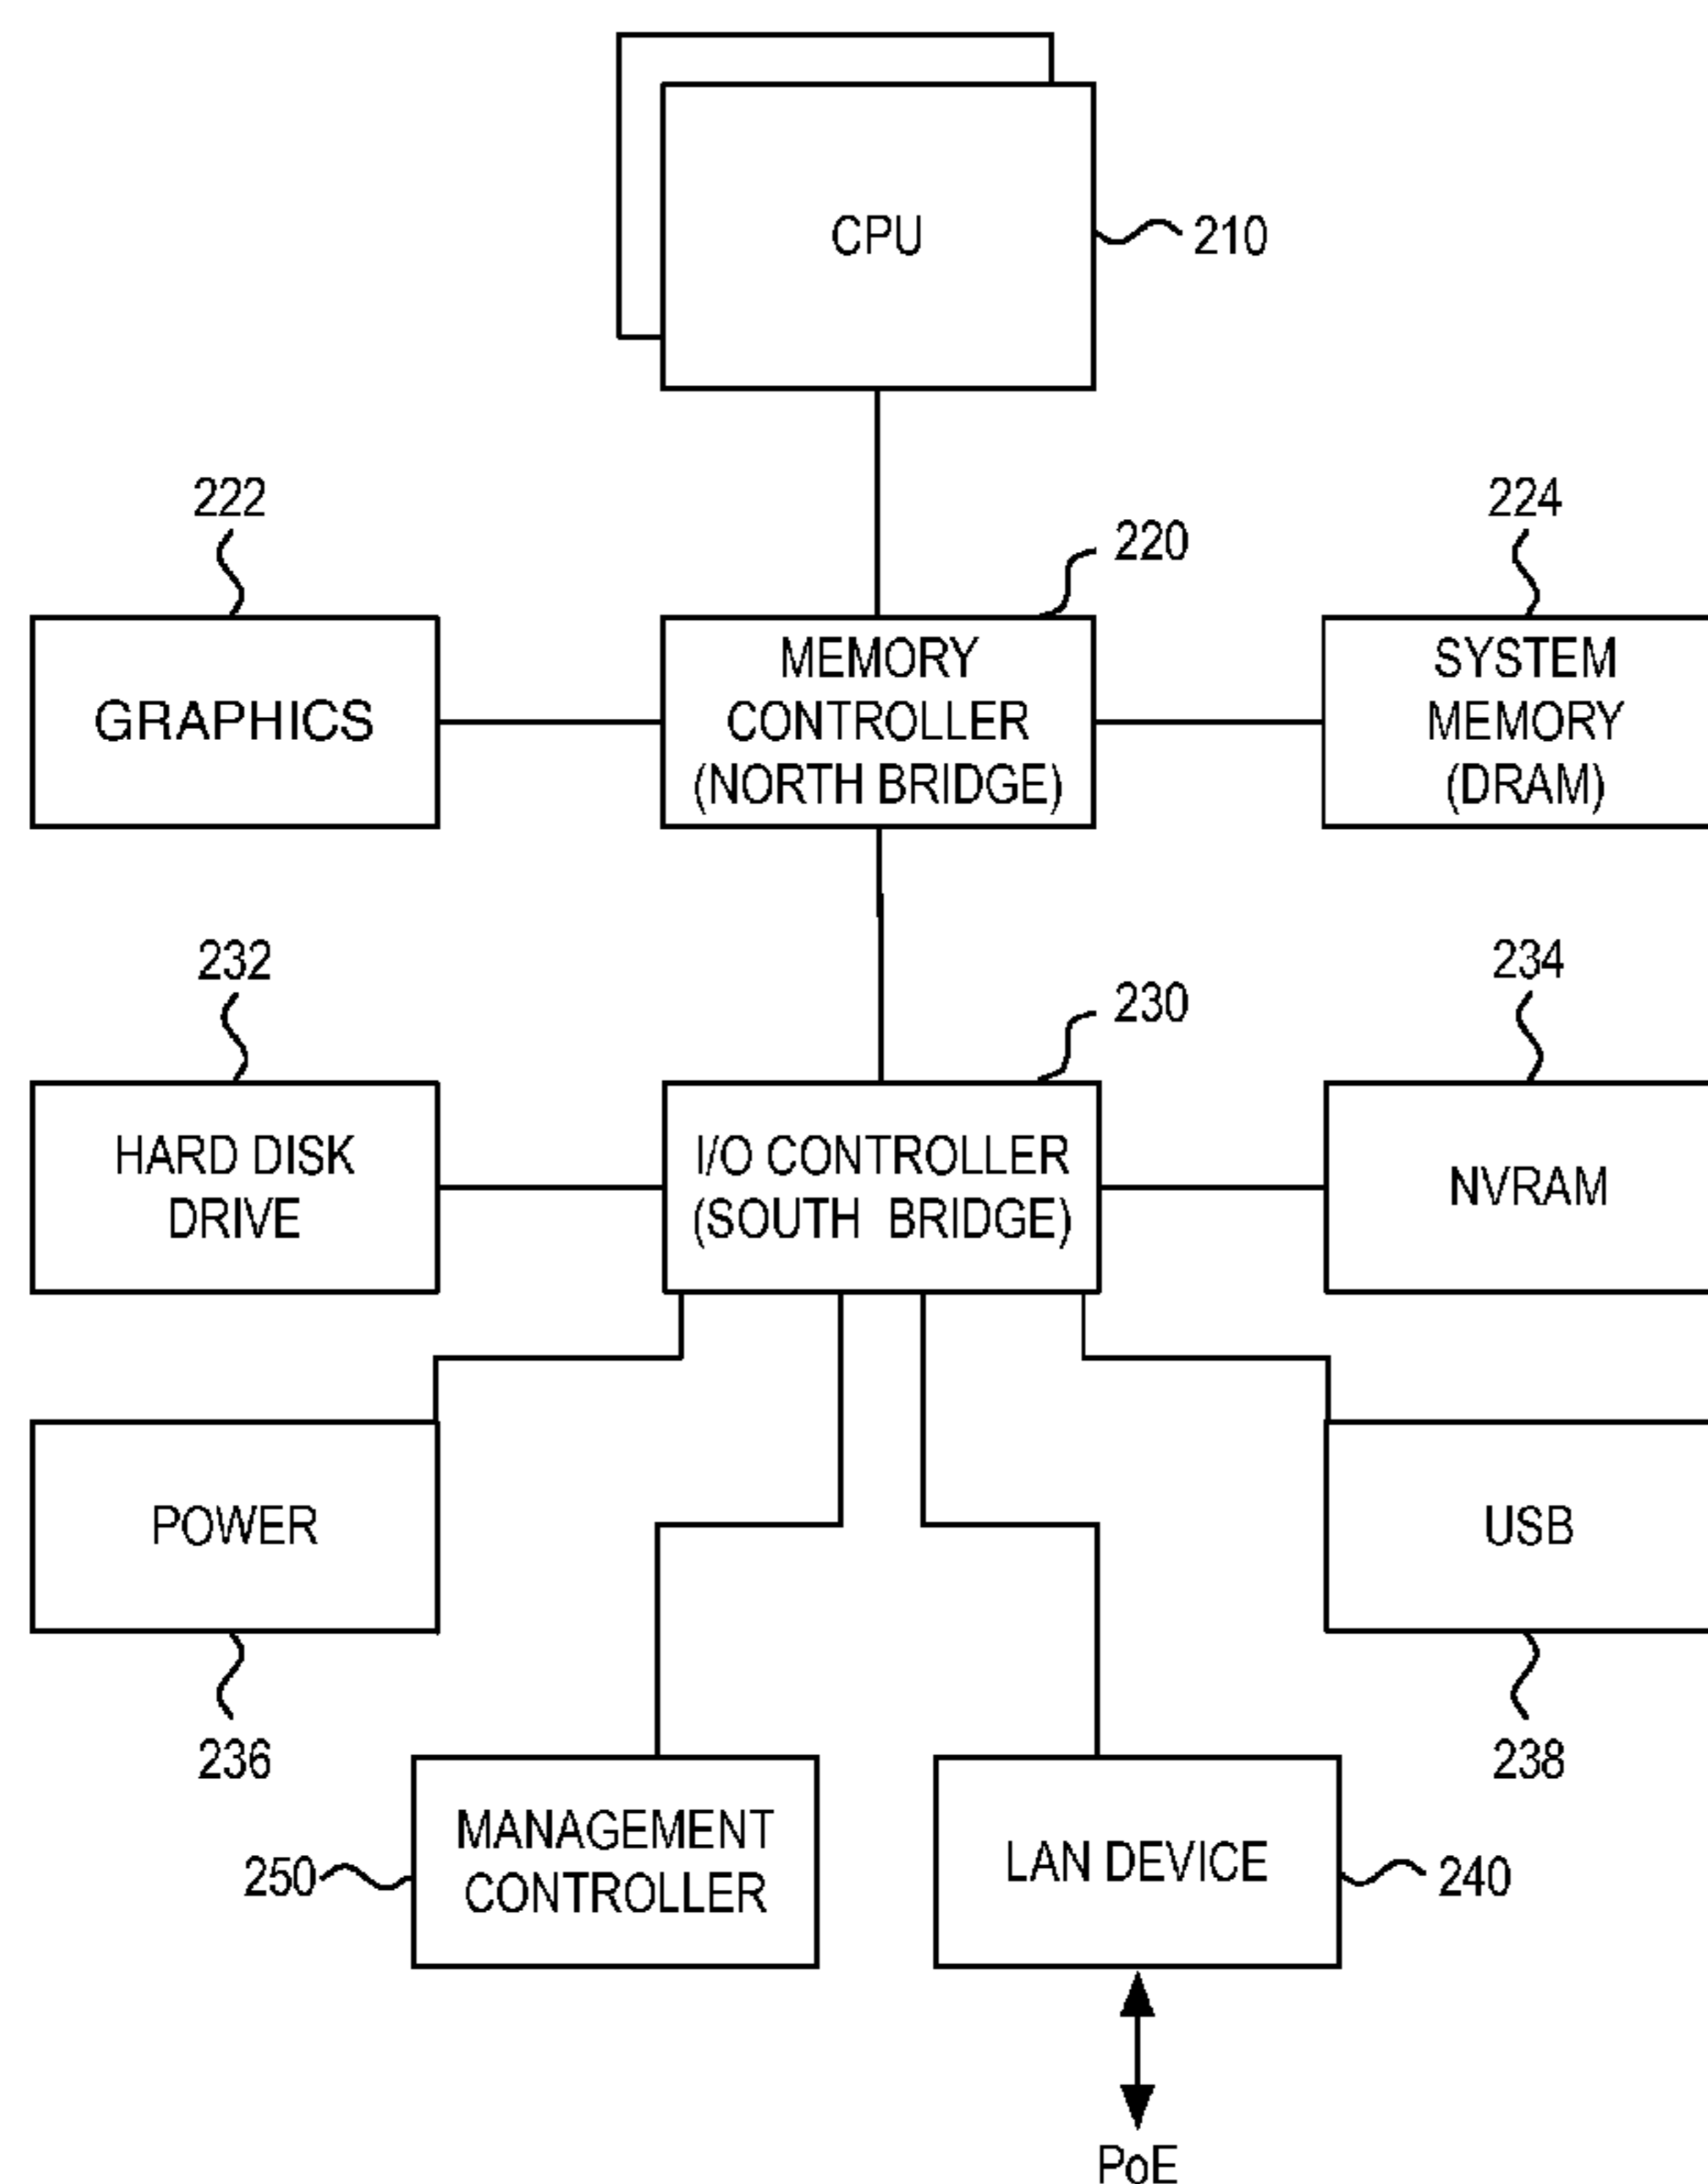 CPU
210
222
220
224
GRAPHICS
MEMORY
CONTROLLER
(NORTH BRIDGE)
SYSTEM
MEMORY
(DRAM)
232
230
234
HARD DISK
DRIVE
I/O CONTROLLER
(SOUTH BRIDGE)
NVRAM
POWER
USB
236
238
250
MANAGEMENT
CONTROLLER
LAN DEVICE
240
PoE